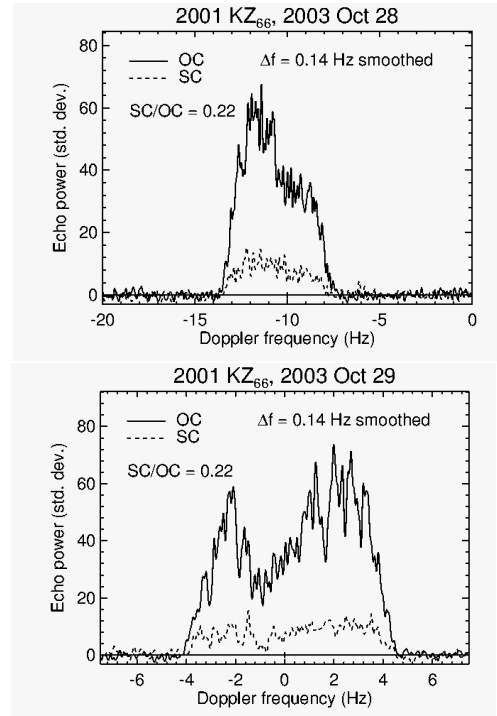 2001 KZ₆₆, 2003 Oct 28
OC Δf = 0.14 Hz smoothed
SC
SC/OC = 0.22
Echo power (std. dev.)
80
60
40
20
0
-20 -15 -10 -5 0
Doppler frequency (Hz)
2001 KZ₆₆, 2003 Oct 29
OC Δf = 0.14 Hz smoothed
SC
SC/OC = 0.22
Echo power (std. dev.)
80
60
40
20
0
-6 -4 -2 0 2 4 6
Doppler frequency (Hz)